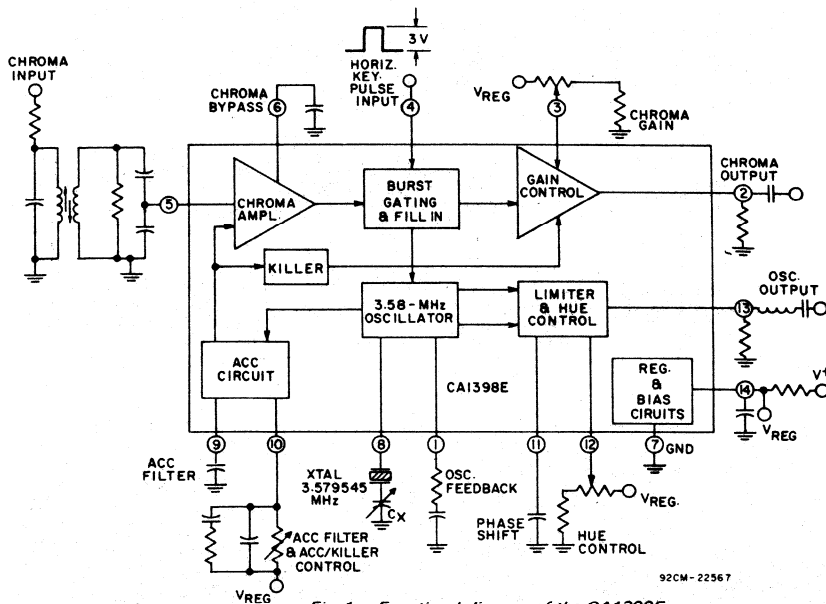 3 V
CHROMA
INPUT
HORIZ.
KEY-
PULSE
INPUT
CHROMA
BYPASS
6
4
VREG
3
CHROMA
GAIN
5
CHROMA
AMPL.
BURST
GATING
& FILL IN
GAIN
CONTROL
CHROMA
OUTPUT
2
KILLER
3.58-MHz
OSCILLATOR
LIMITER
& HUE
CONTROL
OSC.
OUTPUT
13
ACC
CIRCUIT
CA1398E
REG.
&
BIAS
CIRUITS
V+
14
VREG
9
10
8
1
11
12
7
GND
ACC
FILTER
XTAL
3.579545
MHz
CX
OSC.
FEEDBACK
PHASE
SHIFT
VREG.
HUE
CONTROL
ACC FILTER
& ACC/KILLER
CONTROL
VREG
92CM-22567